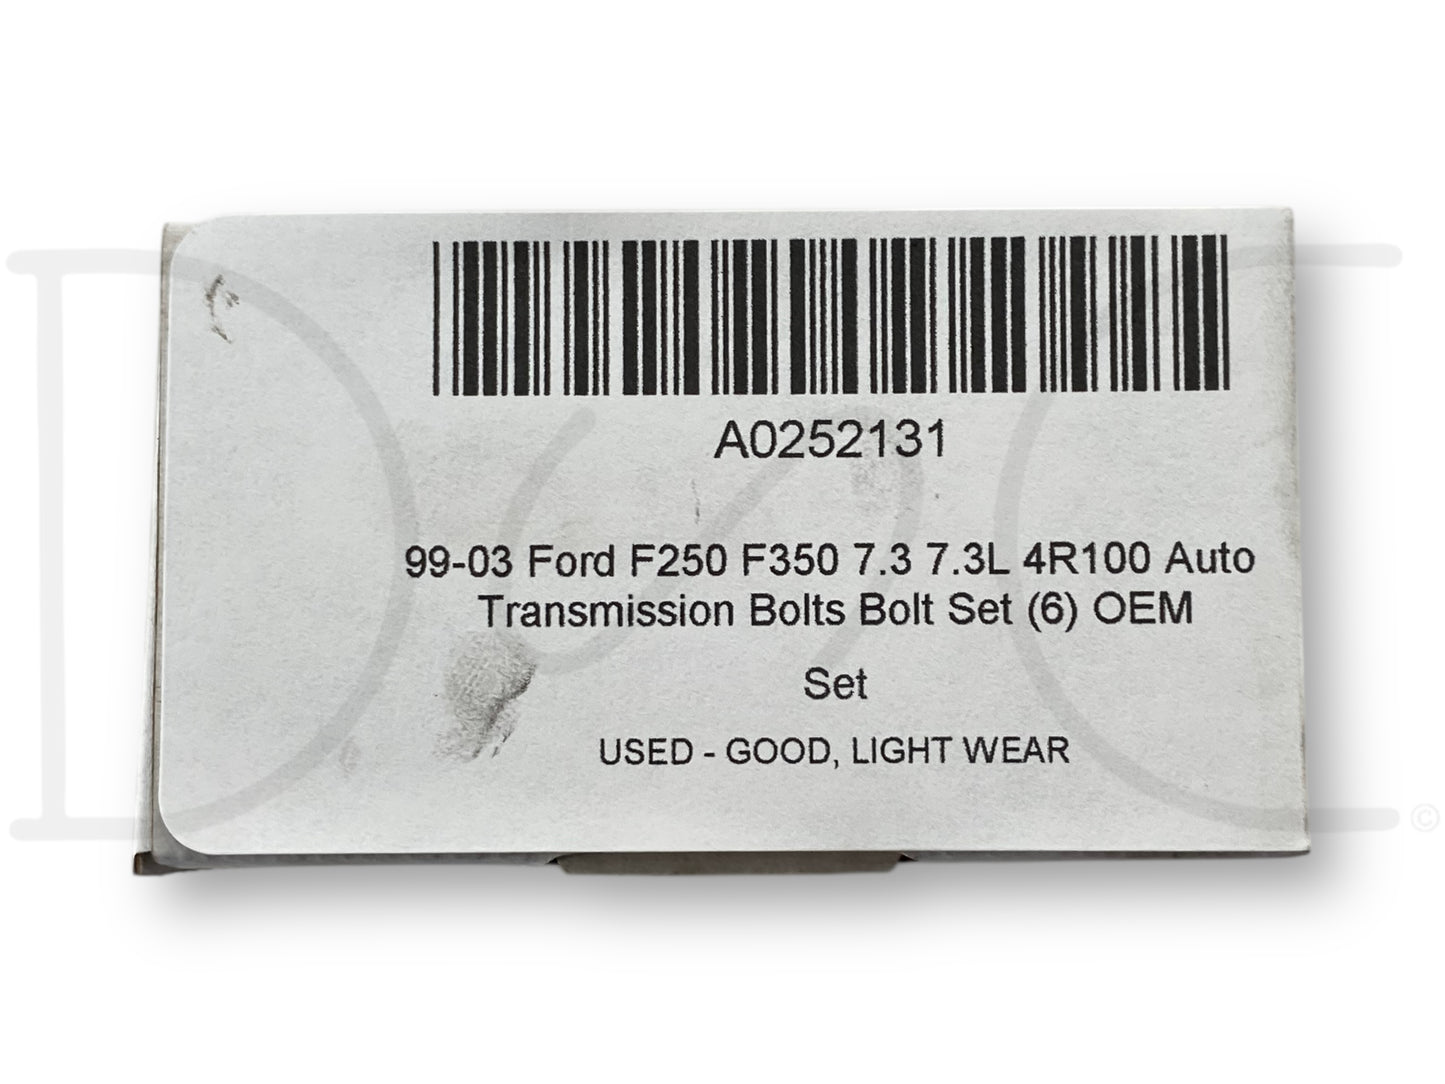 A0252131
99-03 Ford F250 F350 7.3 7.3L 4R100 Auto
Transmission Bolts Bolt Set (6) OEM
Set
USED - GOOD, LIGHT WEAR
©